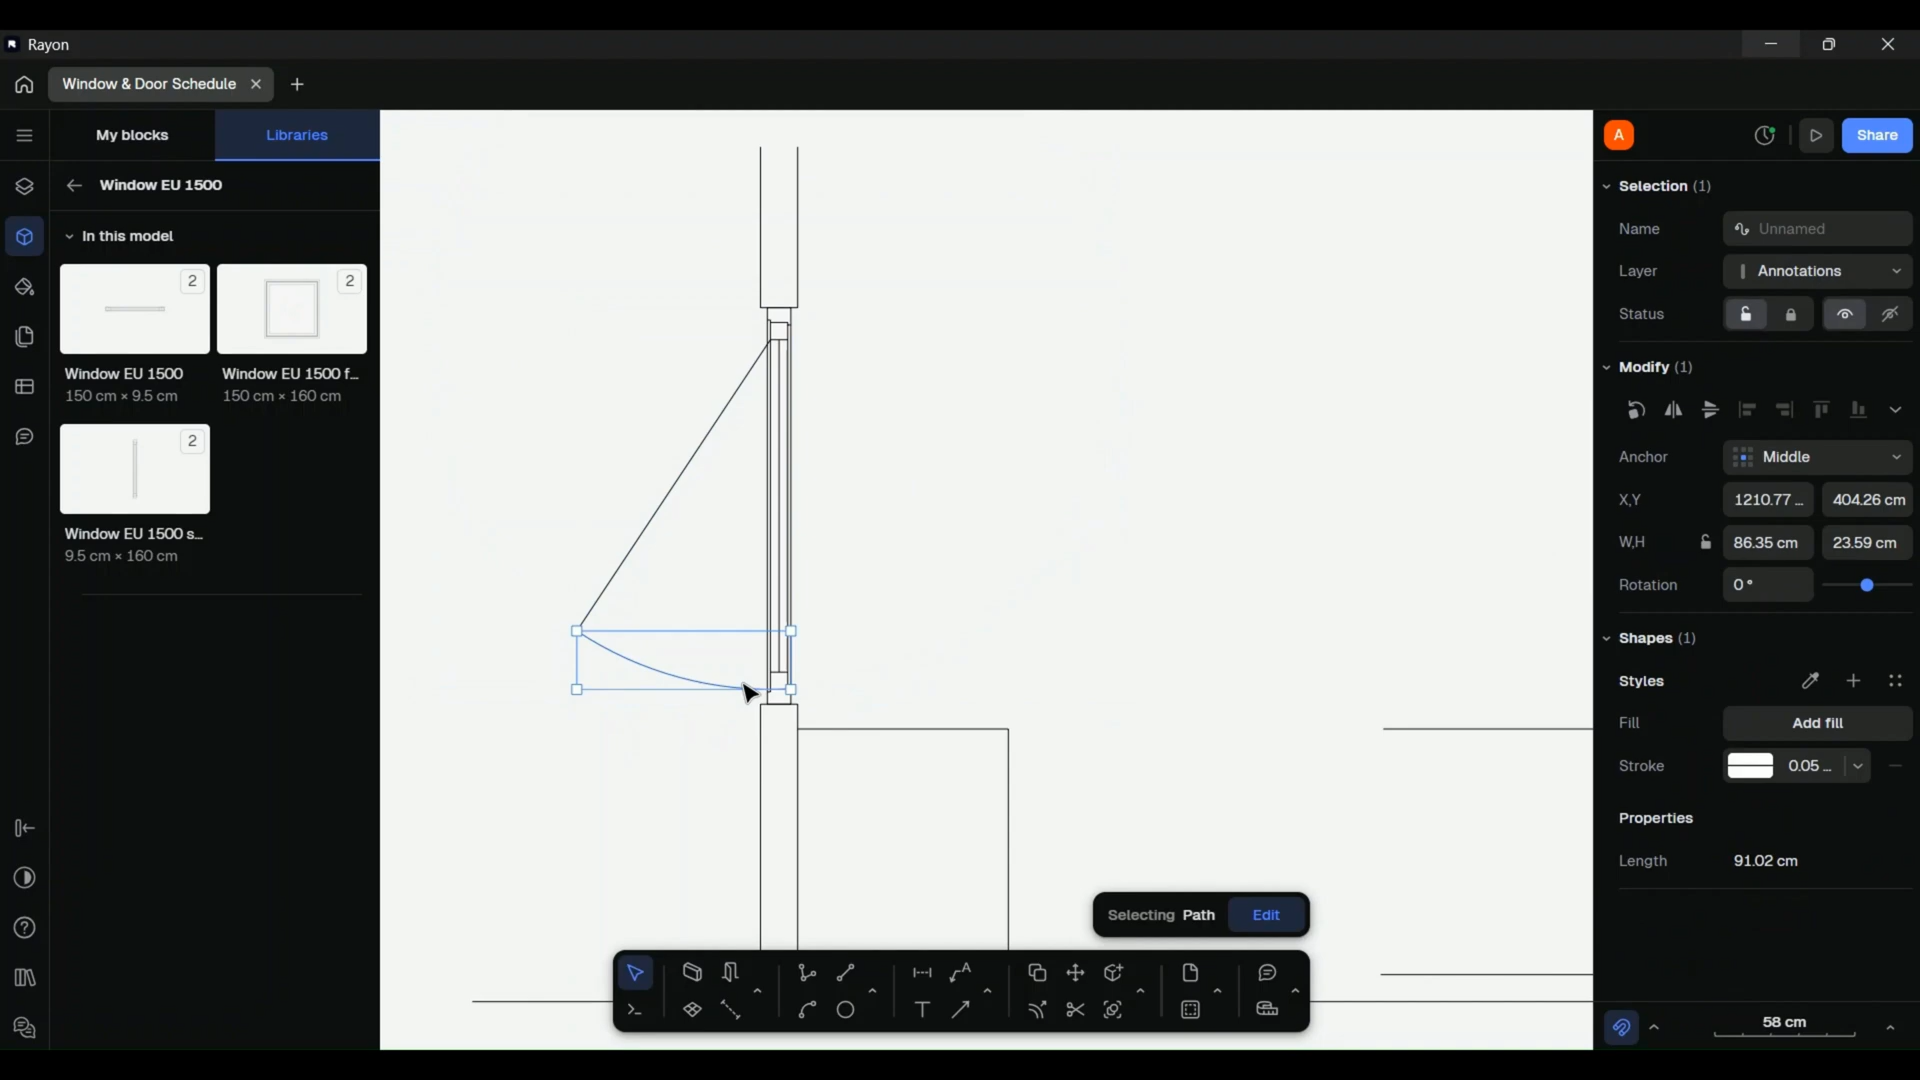 Rayon
Window & Door Schedule
My blocks
Libraries
Window EU 1500
In this model
2
2
Window EU 1500
150 cm × 9.5 cm
Window EU 1500 f...
150 cm × 160 cm
2
Window EU 1500 s...
9.5 cm × 160 cm
Selecting Path
Edit
A
Share
Selection (1)
Name
Unnamed
Layer
Annotations
Status
Modify (1)
Anchor
Middle
X,Y
1210.77 ...
404.26 cm
W,H
86.35 cm
23.59 cm
Rotation
0°
Shapes (1)
Styles
Fill
Add fill
Stroke
0.05 ...
Properties
Length
91.02 cm
58 cm